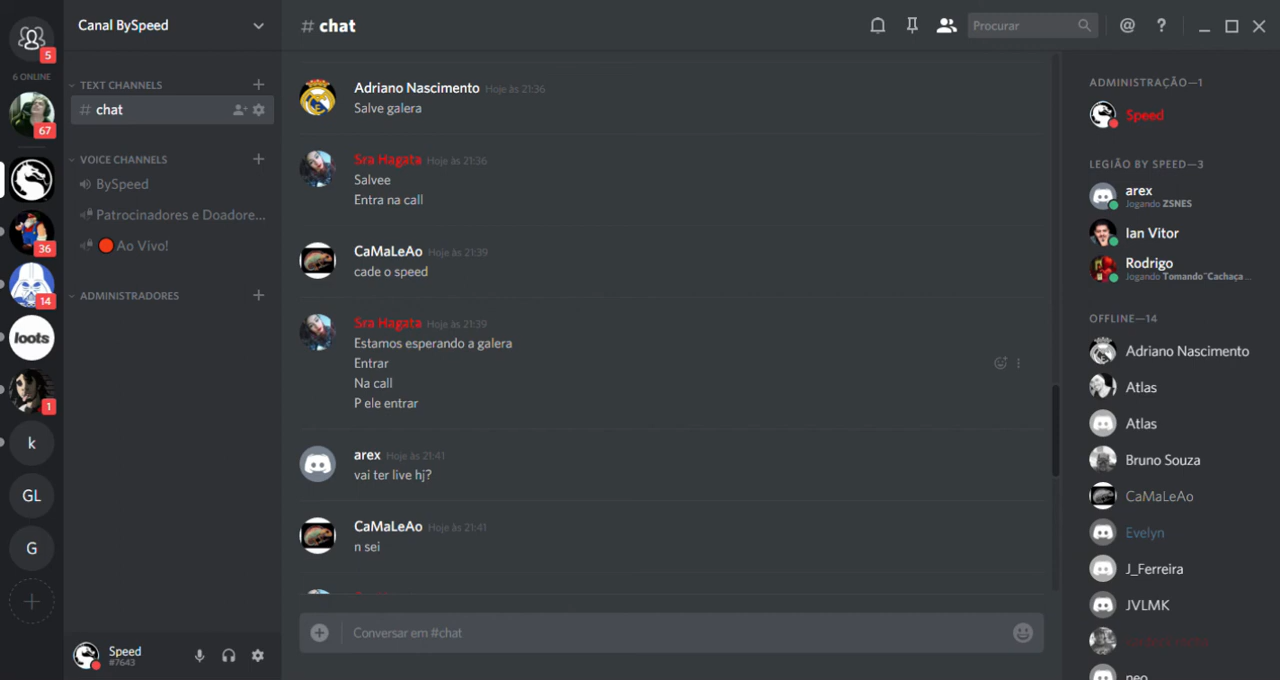 5
6 ONLINE
67
36
14
loots
1
k
GL
G
Canal BySpeed
TEXT CHANNELS
# chat
VOICE CHANNELS
BySpeed
Patrocinadores e Doadore...
Ao Vivo!
ADMINISTRADORES
Speed
#7643
# chat
Procurar
Adriano Nascimento Hoje às 21:36
Salve galera
Sra Hagata Hoje às 21:36
Salvee
Entra na call
CaMaLeAo Hoje às 21:39
cade o speed
Sra Hagata Hoje às 21:39
Estamos esperando a galera
Entrar
Na call
P ele entrar
arex Hoje às 21:41
vai ter live hj?
CaMaLeAo Hoje às 21:41
n sei
Conversar em #chat
ADMINISTRAÇÃO—1
Speed
LEGIÃO BY SPEED—3
arex
Jogando ZSNES
Ian Vitor
Rodrigo
Jogando Tomando~Cachaça...
OFFLINE—14
Adriano Nascimento
Atlas
Atlas
Bruno Souza
CaMaLeAo
Evelyn
J_Ferreira
JVLMK
neo